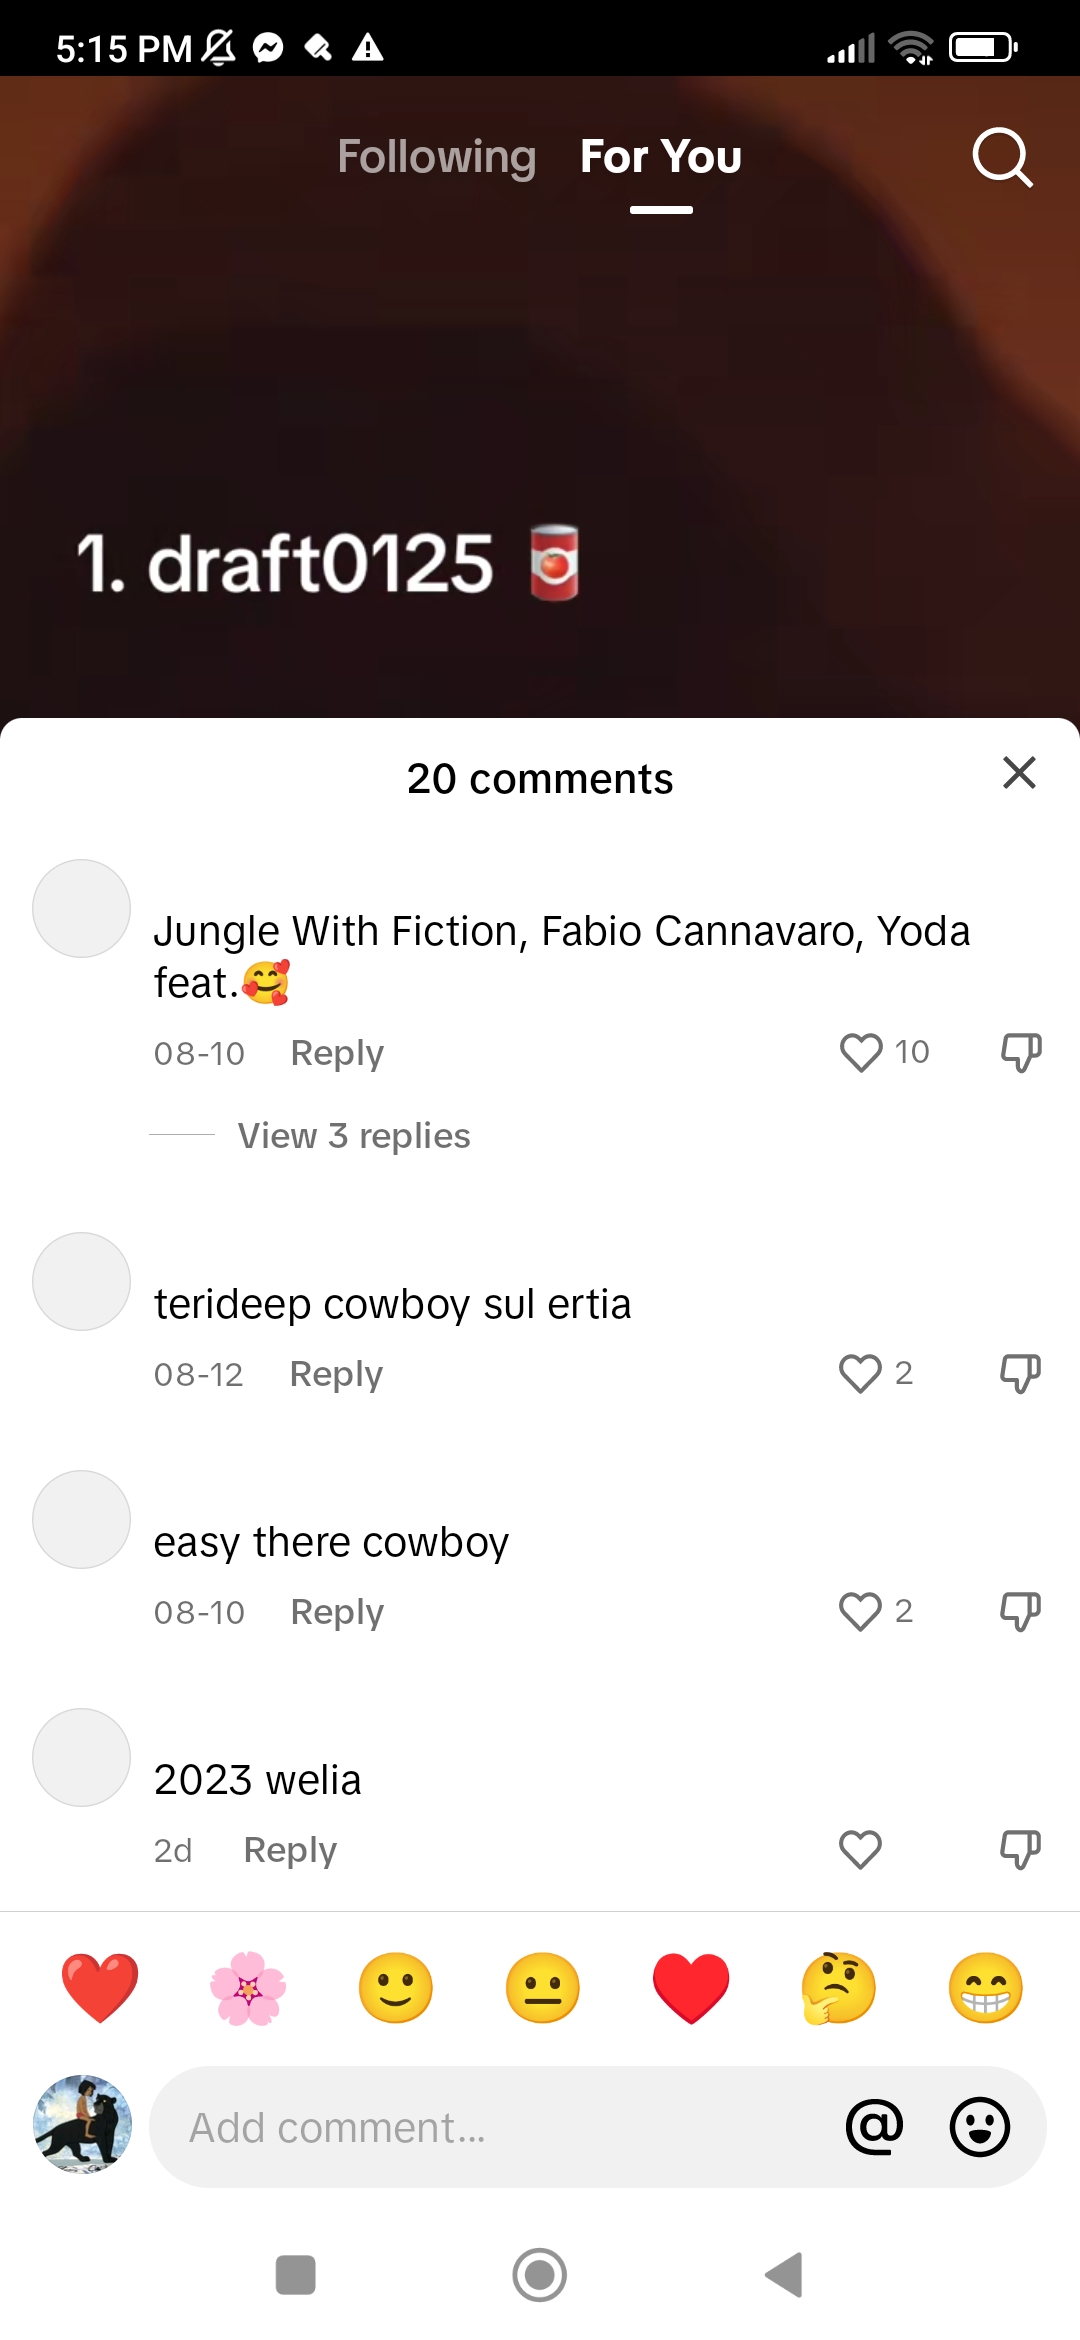 5:15 PM
Following For You
1. draft0125
20 comments
Jungle With Fiction, Fabio Cannavaro, Yoda
feat.🥰
08-10 Reply 10
View 3 replies
terideep cowboy sul ertia
08-12 Reply 2
easy there cowboy
08-10 Reply 2
2023 welia
2d Reply
Add comment...
@